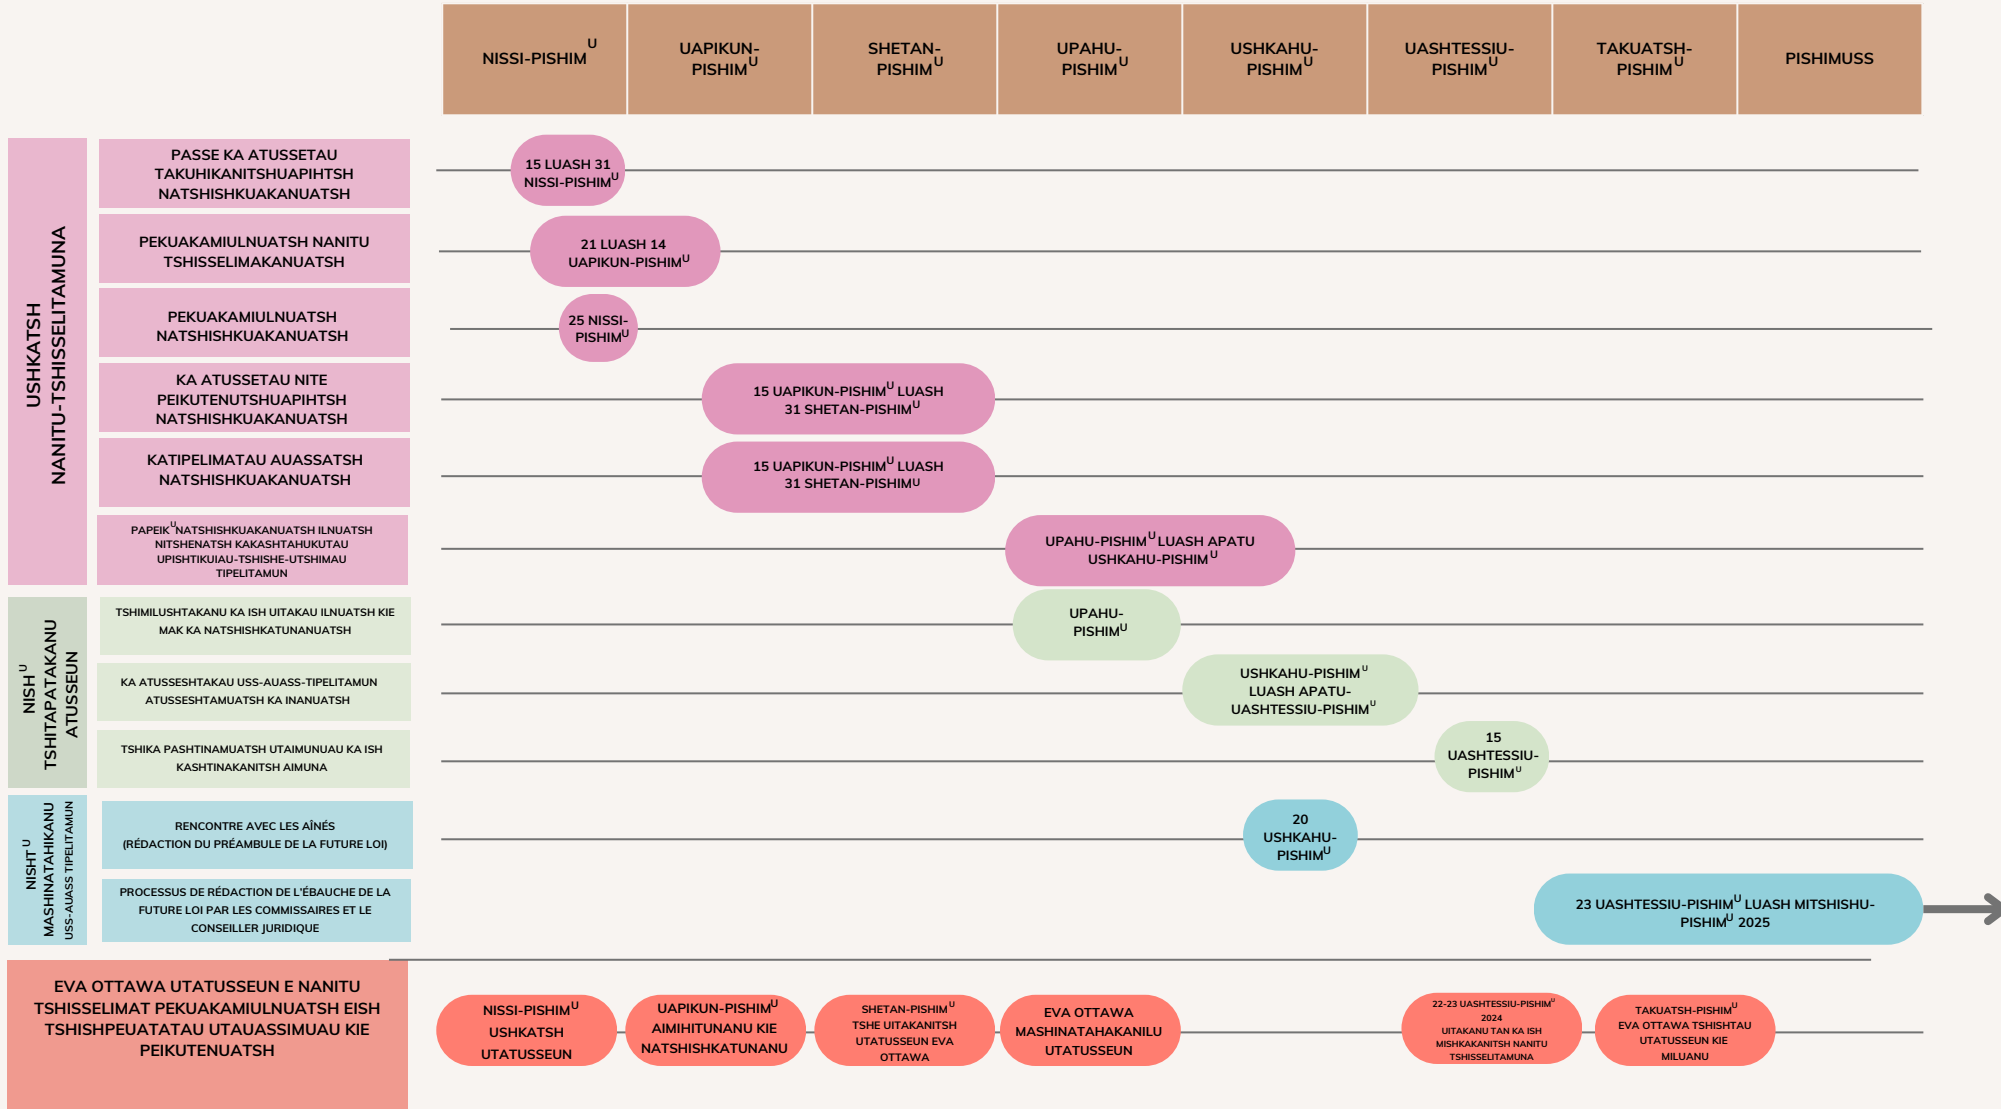 NISSI-PISHIMᵁ
UAPIKUN-
PISHIMᵁ
SHETAN-
PISHIMᵁ
UPAHU-
PISHIMᵁ
USHKAHU-
PISHIMᵁ
UASHTESSIU-
PISHIMᵁ
TAKUATSH-
PISHIMᵁ
PISHIMUSS
USHKATSH
NANITU-TSHISSELITAMUNA
PASSE KA ATUSSETAU
TAKUHIKANITSHUAPIHTSH
NATSHISHKUAKANUATSH
15 LUASH 31
NISSI-PISHIMᵁ
PEKUAKAMIULNUATSH NANITU
TSHISSELIMAKANUATSH
21 LUASH 14
UAPIKUN-PISHIMᵁ
PEKUAKAMIULNUATSH
NATSHISHKUAKANUATSH
25 NISSI-
PISHIMᵁ
KA ATUSSETAU NITE
PEIKUTENUTSHUAPIHTSH
NATSHISHKUAKANUATSH
15 UAPIKUN-PISHIMᵁ LUASH
31 SHETAN-PISHIMᵁ
KATIPELIMATAU AUASSATSH
NATSHISHKUAKANUATSH
15 UAPIKUN-PISHIMᵁ LUASH
31 SHETAN-PISHIMᵁ
PAPEIKᵁNATSHISHKUAKANUATSH ILNUATSH
NITSHENATSH KAKASHTAHUKUTAU
UPISHTIKUIAU-TSHISHE-UTSHIMAU
TIPELITAMUN
UPAHU-PISHIMᵁ LUASH APATU
USHKAHU-PISHIMᵁ
NISHᵁ
TSHITAPATAKANU
ATUSSEUN
TSHIMILUSHTAKANU KA ISH UITAKAU ILNUATSH KIE
MAK KA NATSHISHKATUNANUATSH
UPAHU-
PISHIMᵁ
KA ATUSSESHTAKAU USS-AUASS-TIPELITAMUN
ATUSSESHTAMUATSH KA INANUATSH
USHKAHU-PISHIMᵁ
LUASH APATU-
UASHTESSIU-PISHIMᵁ
TSHIKA PASHTINAMUATSH UTAIMUNUAU KA ISH
KASHTINAKANITSH AIMUNA
15
UASHTESSIU-
PISHIMᵁ
NISHTᵁ
MASHINATAHIKANU
USS-AUASS TIPELITAMUN
RENCONTRE AVEC LES AÎNÉS
(RÉDACTION DU PRÉAMBULE DE LA FUTURE LOI)
20
USHKAHU-
PISHIMᵁ
PROCESSUS DE RÉDACTION DE L'ÉBAUCHE DE LA
FUTURE LOI PAR LES COMMISSAIRES ET LE
CONSEILLER JURIDIQUE
23 UASHTESSIU-PISHIMᵁ LUASH MITSHISHU-
PISHIMᵁ 2025
EVA OTTAWA UTATUSSEUN E NANITU
TSHISSELIMAT PEKUAKAMIULNUATSH EISH
TSHISHPEUATATAU UTAUASSIMUAU KIE
PEIKUTENUATSH
NISSI-PISHIMᵁ
USHKATSH
UTATUSSEUN
UAPIKUN-PISHIMᵁ
AIMIHITUNANU KIE
NATSHISHKATUNANU
SHETAN-PISHIMᵁ
TSHE UITAKANITSH
UTATUSSEUN EVA
OTTAWA
EVA OTTAWA
MASHINATAHAKANILU
UTATUSSEUN
22-23 UASHTESSIU-PISHIMᵁ
2024
UITAKANU TAN KA ISH
MISHKAKANITSH NANITU
TSHISSELITAMUNA
TAKUATSH-PISHIMᵁ
EVA OTTAWA TSHISHTAU
UTATUSSEUN KIE
MILUANU